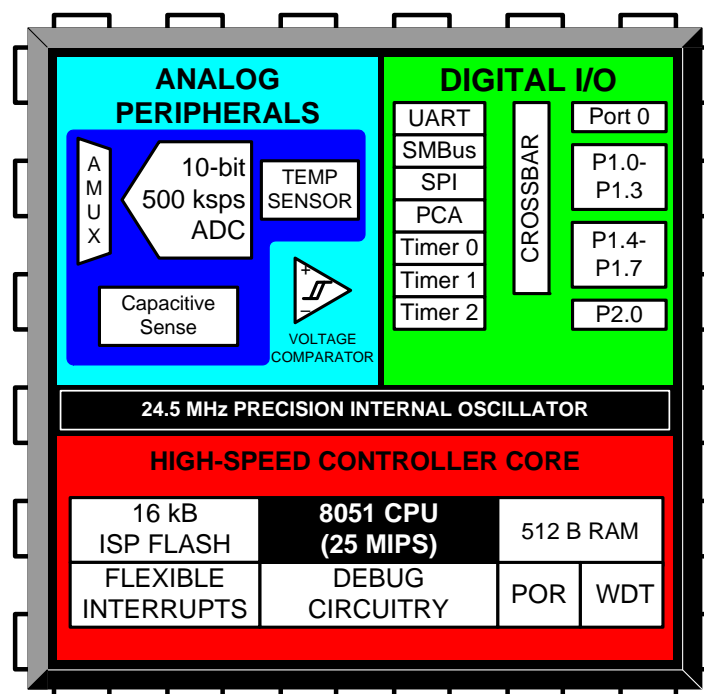 ANALOG
PERIPHERALS
A
M
U
X
10-bit
500 ksps
ADC
TEMP
SENSOR
Capacitive
Sense
+
–
VOLTAGE
COMPARATOR
DIGITAL I/O
UART
SMBus
SPI
PCA
Timer 0
Timer 1
Timer 2
CROSSBAR
Port 0
P1.0-
P1.3
P1.4-
P1.7
P2.0
24.5 MHz PRECISION INTERNAL OSCILLATOR
HIGH-SPEED CONTROLLER CORE
16 kB
ISP FLASH
8051 CPU
(25 MIPS)
512 B RAM
FLEXIBLE
INTERRUPTS
DEBUG
CIRCUITRY
POR
WDT